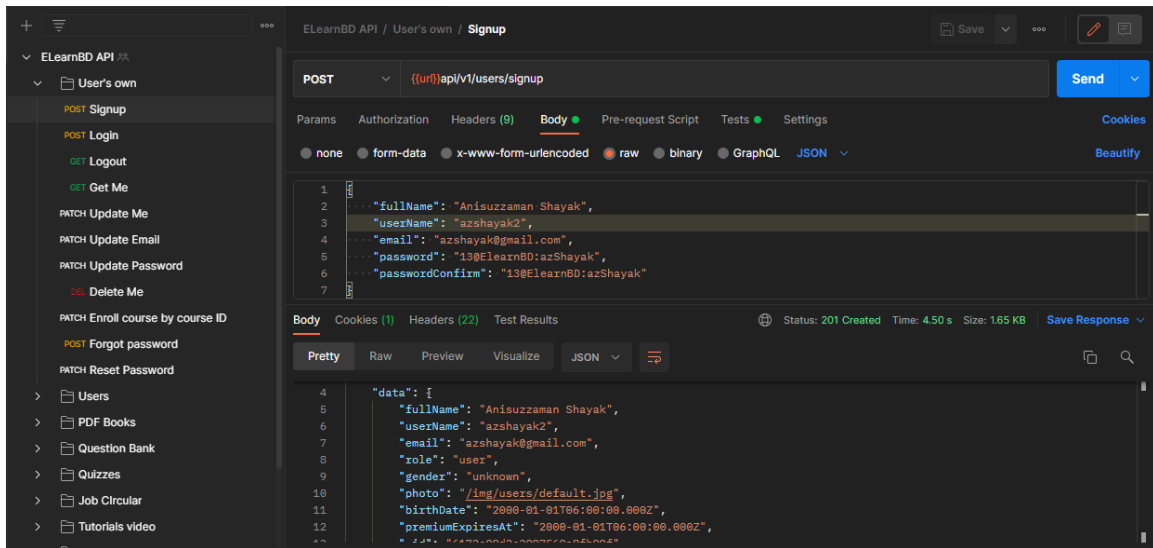 ELearnBD API
User's own
POST Signup
POST Login
GET Logout
GET Get Me
PATCH Update Me
PATCH Update Email
PATCH Update Password
DEL Delete Me
PATCH Enroll course by course ID
POST Forgot password
PATCH Reset Password
Users
PDF Books
Question Bank
Quizzes
Job CIrcular
Tutorials video
ELearnBD API / User's own / Signup
Save
POST {{url}}api/v1/users/signup Send
Params Authorization Headers (9) Body Pre-request Script Tests Settings Cookies
none form-data x-www-form-urlencoded raw binary GraphQL JSON Beautify
1 {
2 "fullName": "Anisuzzaman Shayak",
3 "userName": "azshayak2",
4 "email": "azshayak@gmail.com",
5 "password": "13@ElearnBD:azShayak",
6 "passwordConfirm": "13@ElearnBD:azShayak"
7 }
Body Cookies (1) Headers (22) Test Results Status: 201 Created Time: 4.50 s Size: 1.65 KB Save Response
Pretty Raw Preview Visualize JSON
4 "data": {
5 "fullName": "Anisuzzaman Shayak",
6 "userName": "azshayak2",
7 "email": "azshayak@gmail.com",
8 "role": "user",
9 "gender": "unknown",
10 "photo": "/img/users/default.jpg",
11 "birthDate": "2000-01-01T06:00:00.000Z",
12 "premiumExpiresAt": "2000-01-01T06:00:00.000Z",